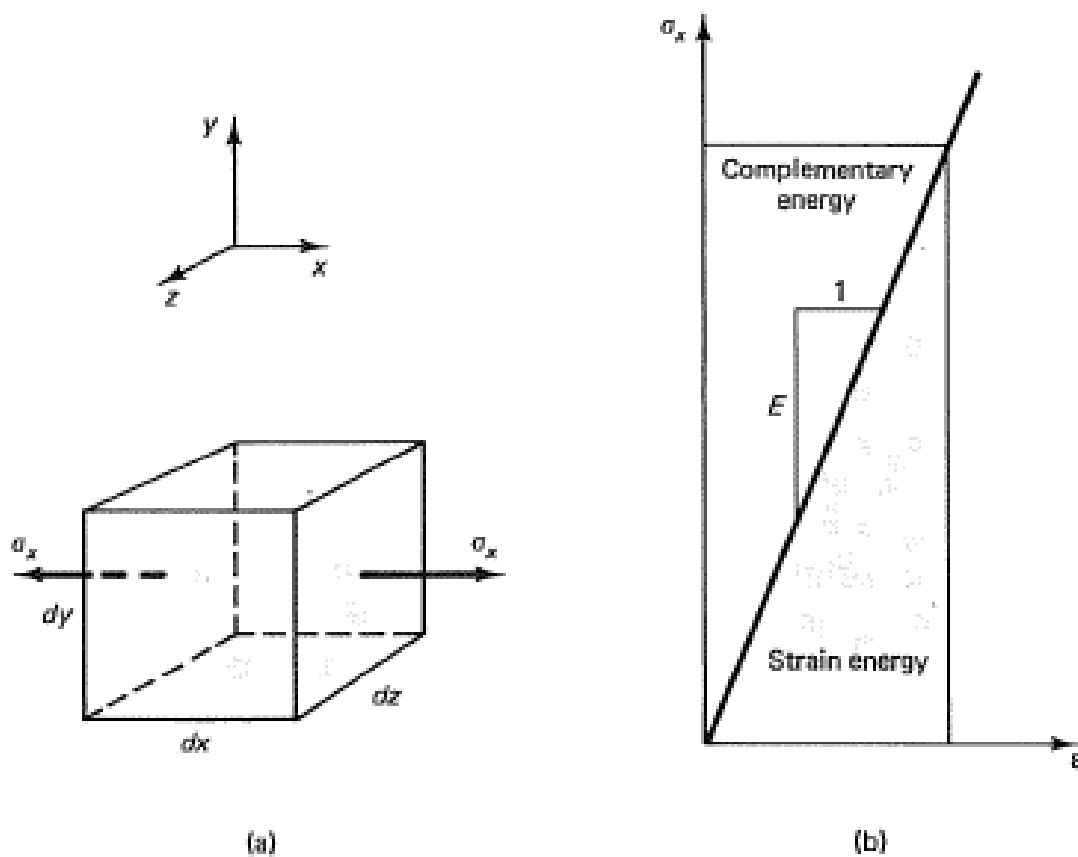 y
x
z
σₓ
σₓ
dy
dz
dx
(a)
σₓ
Complementary
energy
1
E
Strain energy
ε
(b)